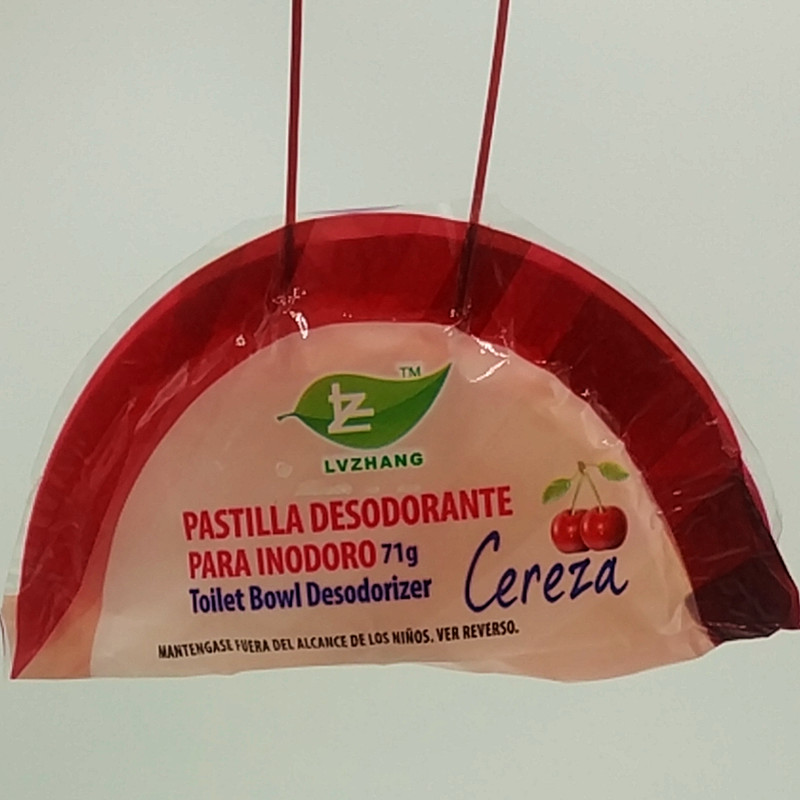 TM
LZ
LVZHANG
PASTILLA DESODORANTE
PARA INODORO 71g
Toilet Bowl Desodorizer
Cereza
MANTENGASE FUERA DEL ALCANCE DE LOS NIÑOS. VER REVERSO.